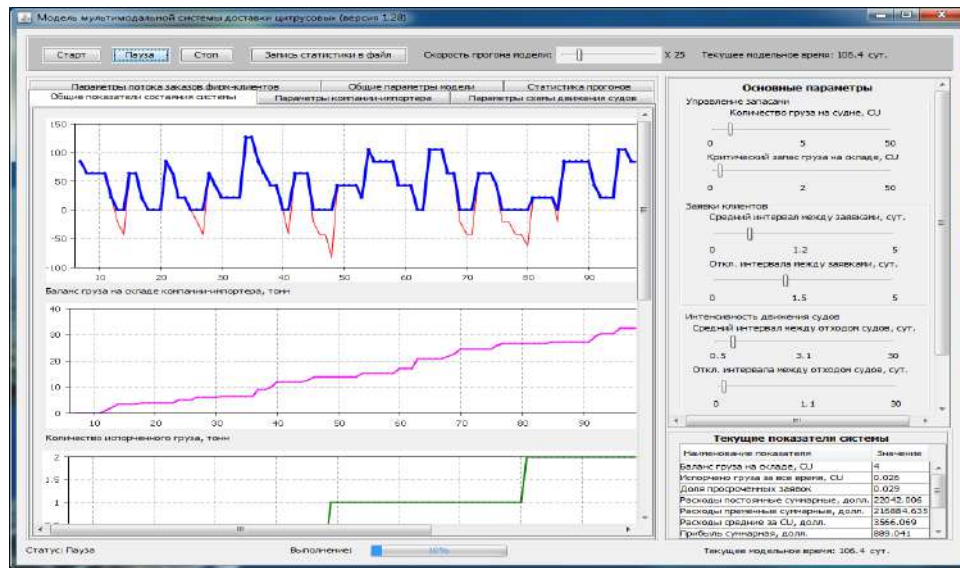 Модель мультимодальной системы доставки цитрусовых (версия 1.28)
Старт Пауза Стоп Запись статистики в файл Скорость прогона модели: X 25 Текущее модельное время: 106.4 сут.
Параметры потока заказов фирм-клиентов Общие параметры модели Статистика прогонов
Общие показатели состояния системы Параметры компании-импортера Параметры схемы движения судов
150
100
50
0
-50
-100
10 20 30 40 50 60 70 80 90
Баланс груза на складе компании-импортера, тонн
40
30
20
10
0
10 20 30 40 50 60 70 80 90
Количество испорченного груза, тонн
2
1.5
1
Основные параметры
Управление запасами
Количество груза на судне, CU
0 5 50
Критический запас груза на складе, CU
0 2 50
Заявки клиентов
Средний интервал между заявками, сут.
0 1.2 5
Откл. интервала между заявками, сут.
0 1.5 5
Интенсивность движения судов
Средний интервал между отходом судов, сут.
0.5 3.1 30
Откл. интервала между отходом судов, сут.
0 1.1 30
Текущие показатели системы
Наименование показателя Значение
Баланс груза на складе, CU 4
Испорчено груза за все время, CU 0.026
Доля просроченных заявок 0.029
Расходы постоянные суммарные, долл. 22042.006
Расходы переменные суммарные, долл. 216884.635
Расходы средние за CU, долл. 3566.069
Прибыль суммарная, долл. 889.041
Статус: Пауза Выполнение: 10% Текущее модельное время: 106.4 сут.